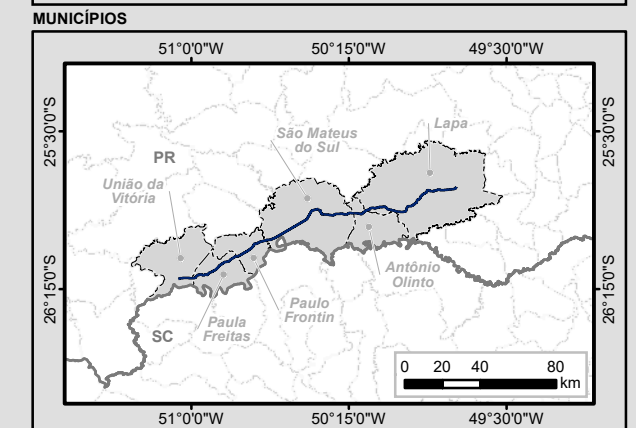 MUNICÍPIOS
51°0'0"W 50°15'0"W 49°30'0"W
25°30'0"S
25°30'0"S
Lapa
São Mateus
do Sul
PR
União da
Vitória
26°15'0"S
26°15'0"S
Antônio
Olinto
Paulo
Frontin
Paula
Freitas
SC
0 20 40 80
km
51°0'0"W 50°15'0"W 49°30'0"W